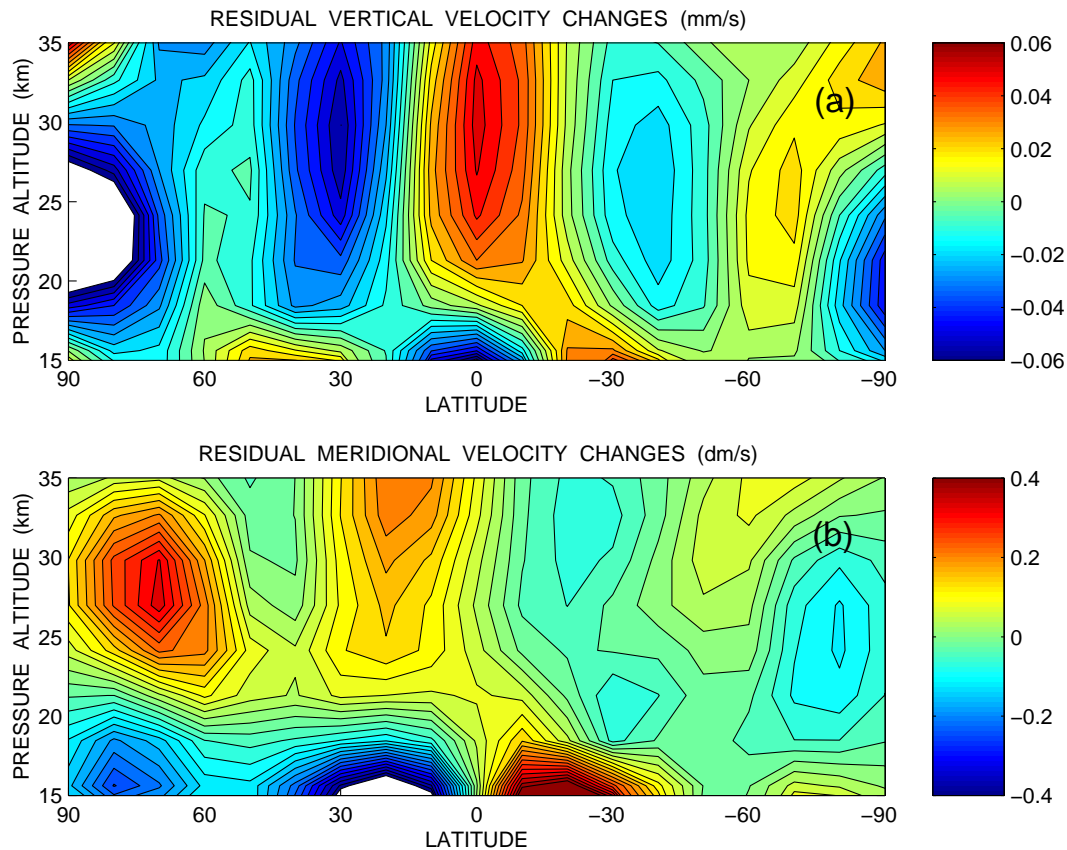 RESIDUAL VERTICAL VELOCITY CHANGES (mm/s)
35
30
25
20
15
PRESSURE ALTITUDE (km)
(a)
90 60 30 0 −30 −60 −90
LATITUDE
0.06
0.04
0.02
0
−0.02
−0.04
−0.06
RESIDUAL MERIDIONAL VELOCITY CHANGES (dm/s)
35
30
25
20
15
PRESSURE ALTITUDE (km)
(b)
90 60 30 0 −30 −60 −90
LATITUDE
0.4
0.2
0
−0.2
−0.4